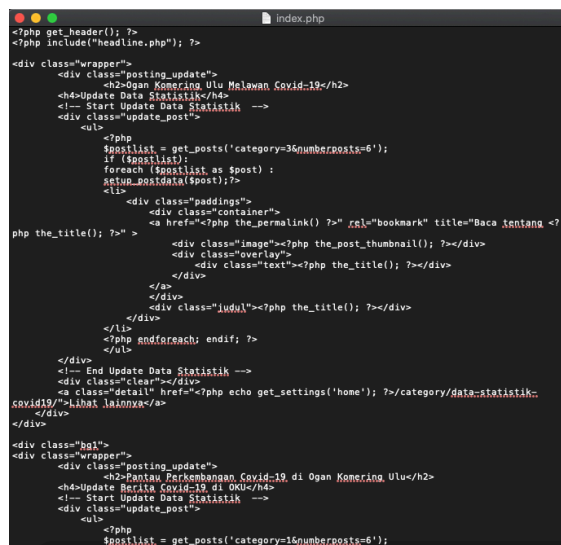 index.php
<?php get_header(); ?>
<?php include("headline.php"); ?>
<div class="wrapper">
<div class="posting_update">
<h2>Ogan Komering Ulu Melawan Covid-19</h2>
<h4>Update Data Statistik</h4>
<!-- Start Update Data Statistik  -->
<div class="update_post">
<ul>
<?php
$postlist = get_posts('category=3&numberposts=6');
if ($postlist):
foreach ($postlist as $post) :
setup_postdata($post);?>
<li>
<div class="paddings">
<div class="container">
<a href="<?php the_permalink() ?>" rel="bookmark" title="Baca tentang <?
php the_title(); ?>" >
<div class="image"><?php the_post_thumbnail(); ?></div>
<div class="overlay">
<div class="text"><?php the_title(); ?></div>
</div>
</a>
</div>
<div class="judul"><?php the_title(); ?></div>
</div>
</li>
<?php endforeach; endif; ?>
</ul>
</div>
<!-- End Update Data Statistik -->
<div class="clear"></div>
<a class="detail" href="<?php echo get_settings('home'); ?>/category/data-statistik-
covid19/">Lihat lainnya</a>
</div>
</div>
<div class="bg1">
<div class="wrapper">
<div class="posting_update">
<h2>Pantau Perkembangan Covid-19 di Ogan Komering Ulu</h2>
<h4>Update Berita Covid-19 di OKU</h4>
<!-- Start Update Data Statistik  -->
<div class="update_post">
<ul>
<?php
$postlist = get_posts('category=1&numberposts=6');